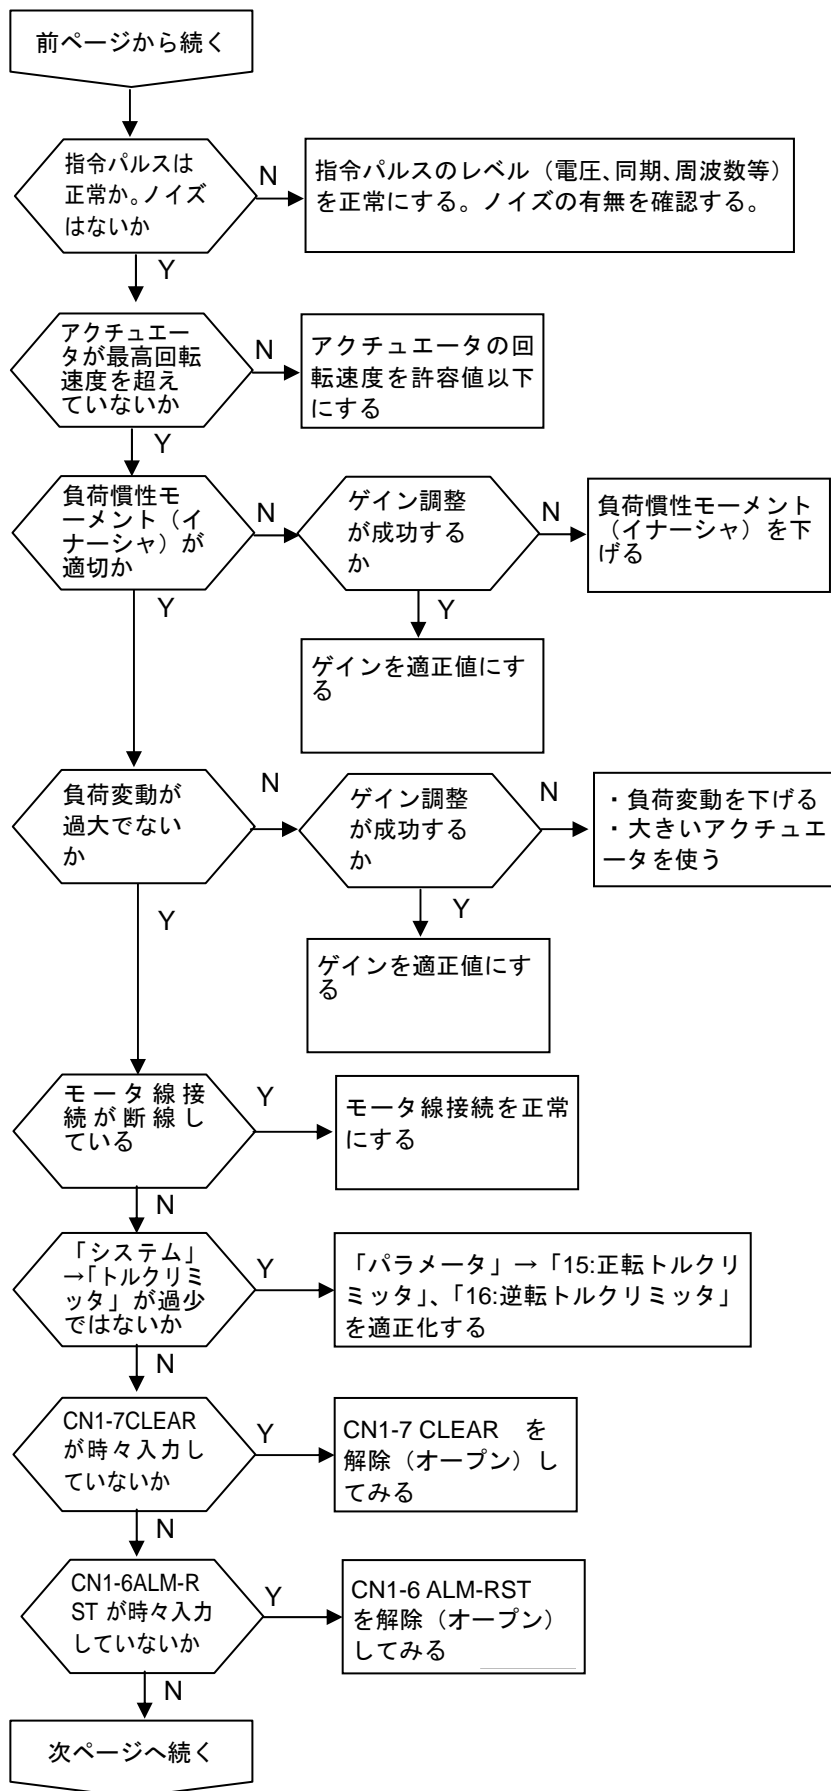 前ページから続く
指令パルスは
正常か。ノイズ
はないか
N
指令パルスのレベル（電圧、同期、周波数等）
を正常にする。ノイズの有無を確認する。
Y
アクチュエー
タが最高回転
速度を超え
ていないか
N
アクチュエータの回
転速度を許容値以下
にする
Y
負荷慣性モ
ーメント（イ
ナーシャ）が
適切か
N
ゲイン調整
が成功する
か
N
負荷慣性モーメント
（イナーシャ）を下
げる
Y
Y
ゲインを適正値にす
る
負荷変動が
過大でない
か
N
ゲイン調整
が成功する
か
N
・負荷変動を下げる
・大きいアクチュエ
ータを使う
Y
Y
ゲインを適正値にす
る
モータ線接
続が断線し
ている
Y
モータ線接続を正常
にする
N
「システム」
→「トルクリミ
ッタ」が過少
ではないか
Y
「パラメータ」→「15:正転トルクリ
ミッタ」、「16:逆転トルクリミッタ」
を適正化する
N
CN1-7CLEAR
が時々入力し
ていないか
Y
CN1-7 CLEAR　を
解除（オープン）し
てみる
N
CN1-6ALM-R
ST が時々入力
していないか
Y
CN1-6 ALM-RST
を解除（オープン）
してみる
N
次ページへ続く